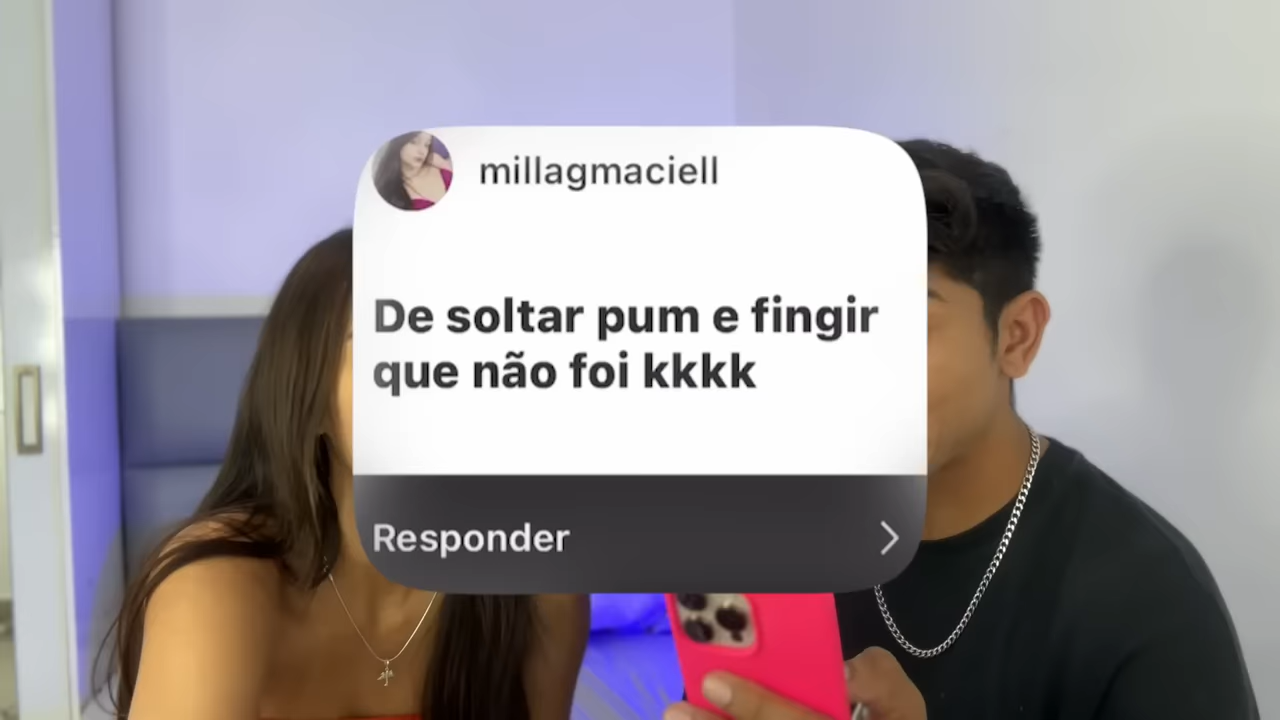 millagmaciell
De soltar pum e fingir
que não foi kkkk
Responder